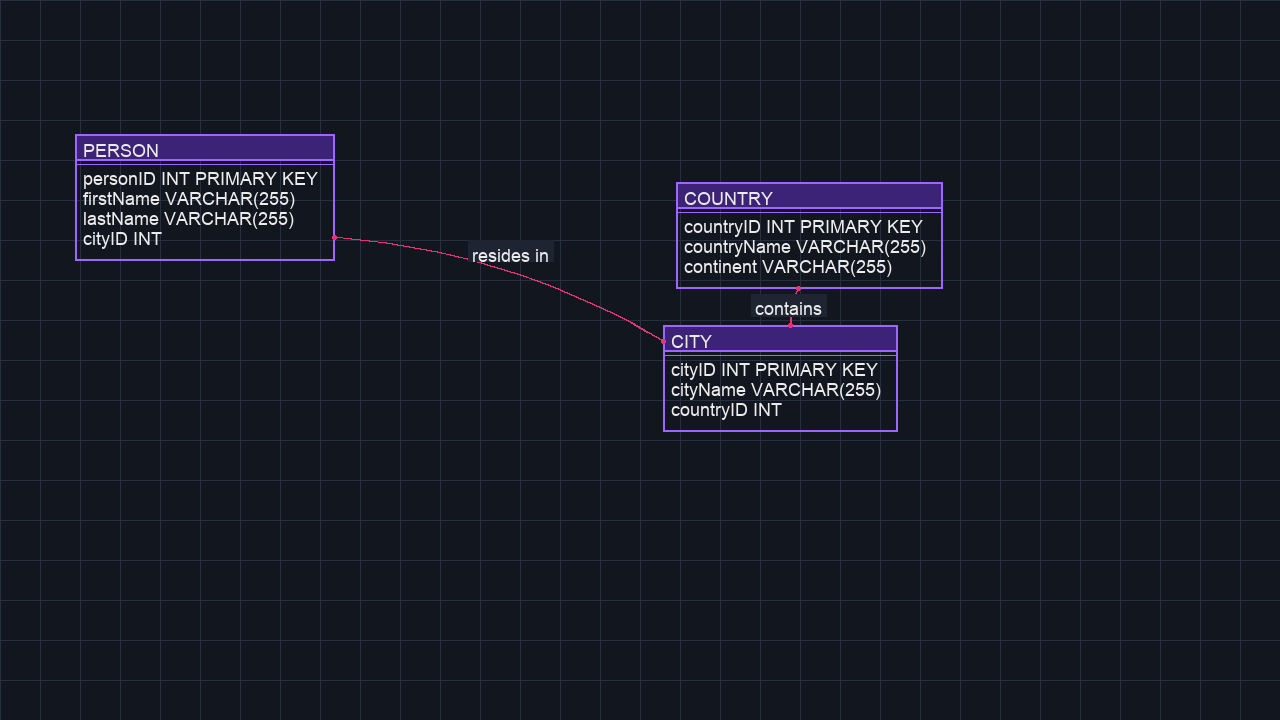 PERSON
personID INT PRIMARY KEY
firstName VARCHAR(255)
lastName VARCHAR(255)
cityID INT
resides in
COUNTRY
countryID INT PRIMARY KEY
countryName VARCHAR(255)
continent VARCHAR(255)
contains
CITY
cityID INT PRIMARY KEY
cityName VARCHAR(255)
countryID INT